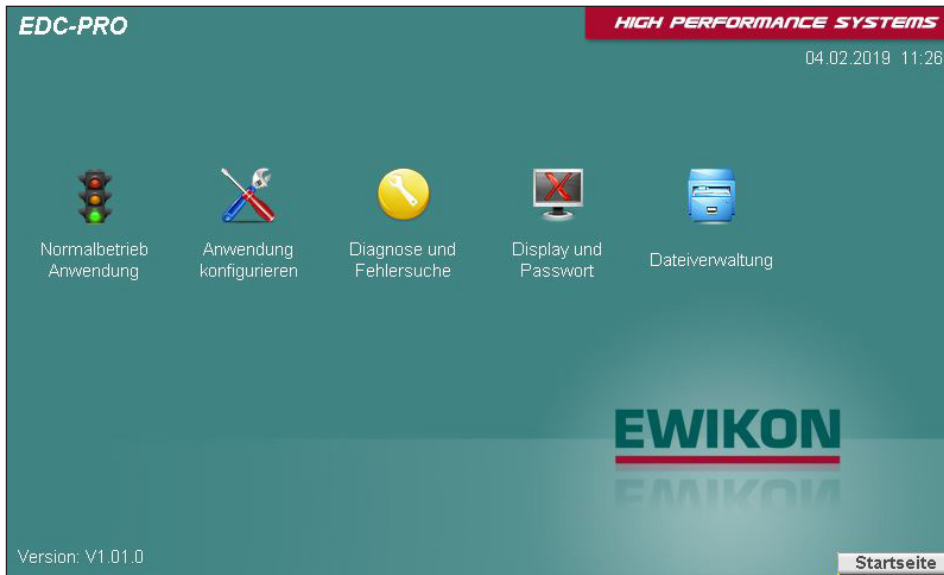 EDC-PRO
HIGH PERFORMANCE SYSTEMS
04.02.2019 11:26
Normalbetrieb
Anwendung
Anwendung
konfigurieren
Diagnose und
Fehlersuche
Display und
Passwort
Dateiverwaltung
EWIKON
Version: V1.01.0
Startseite